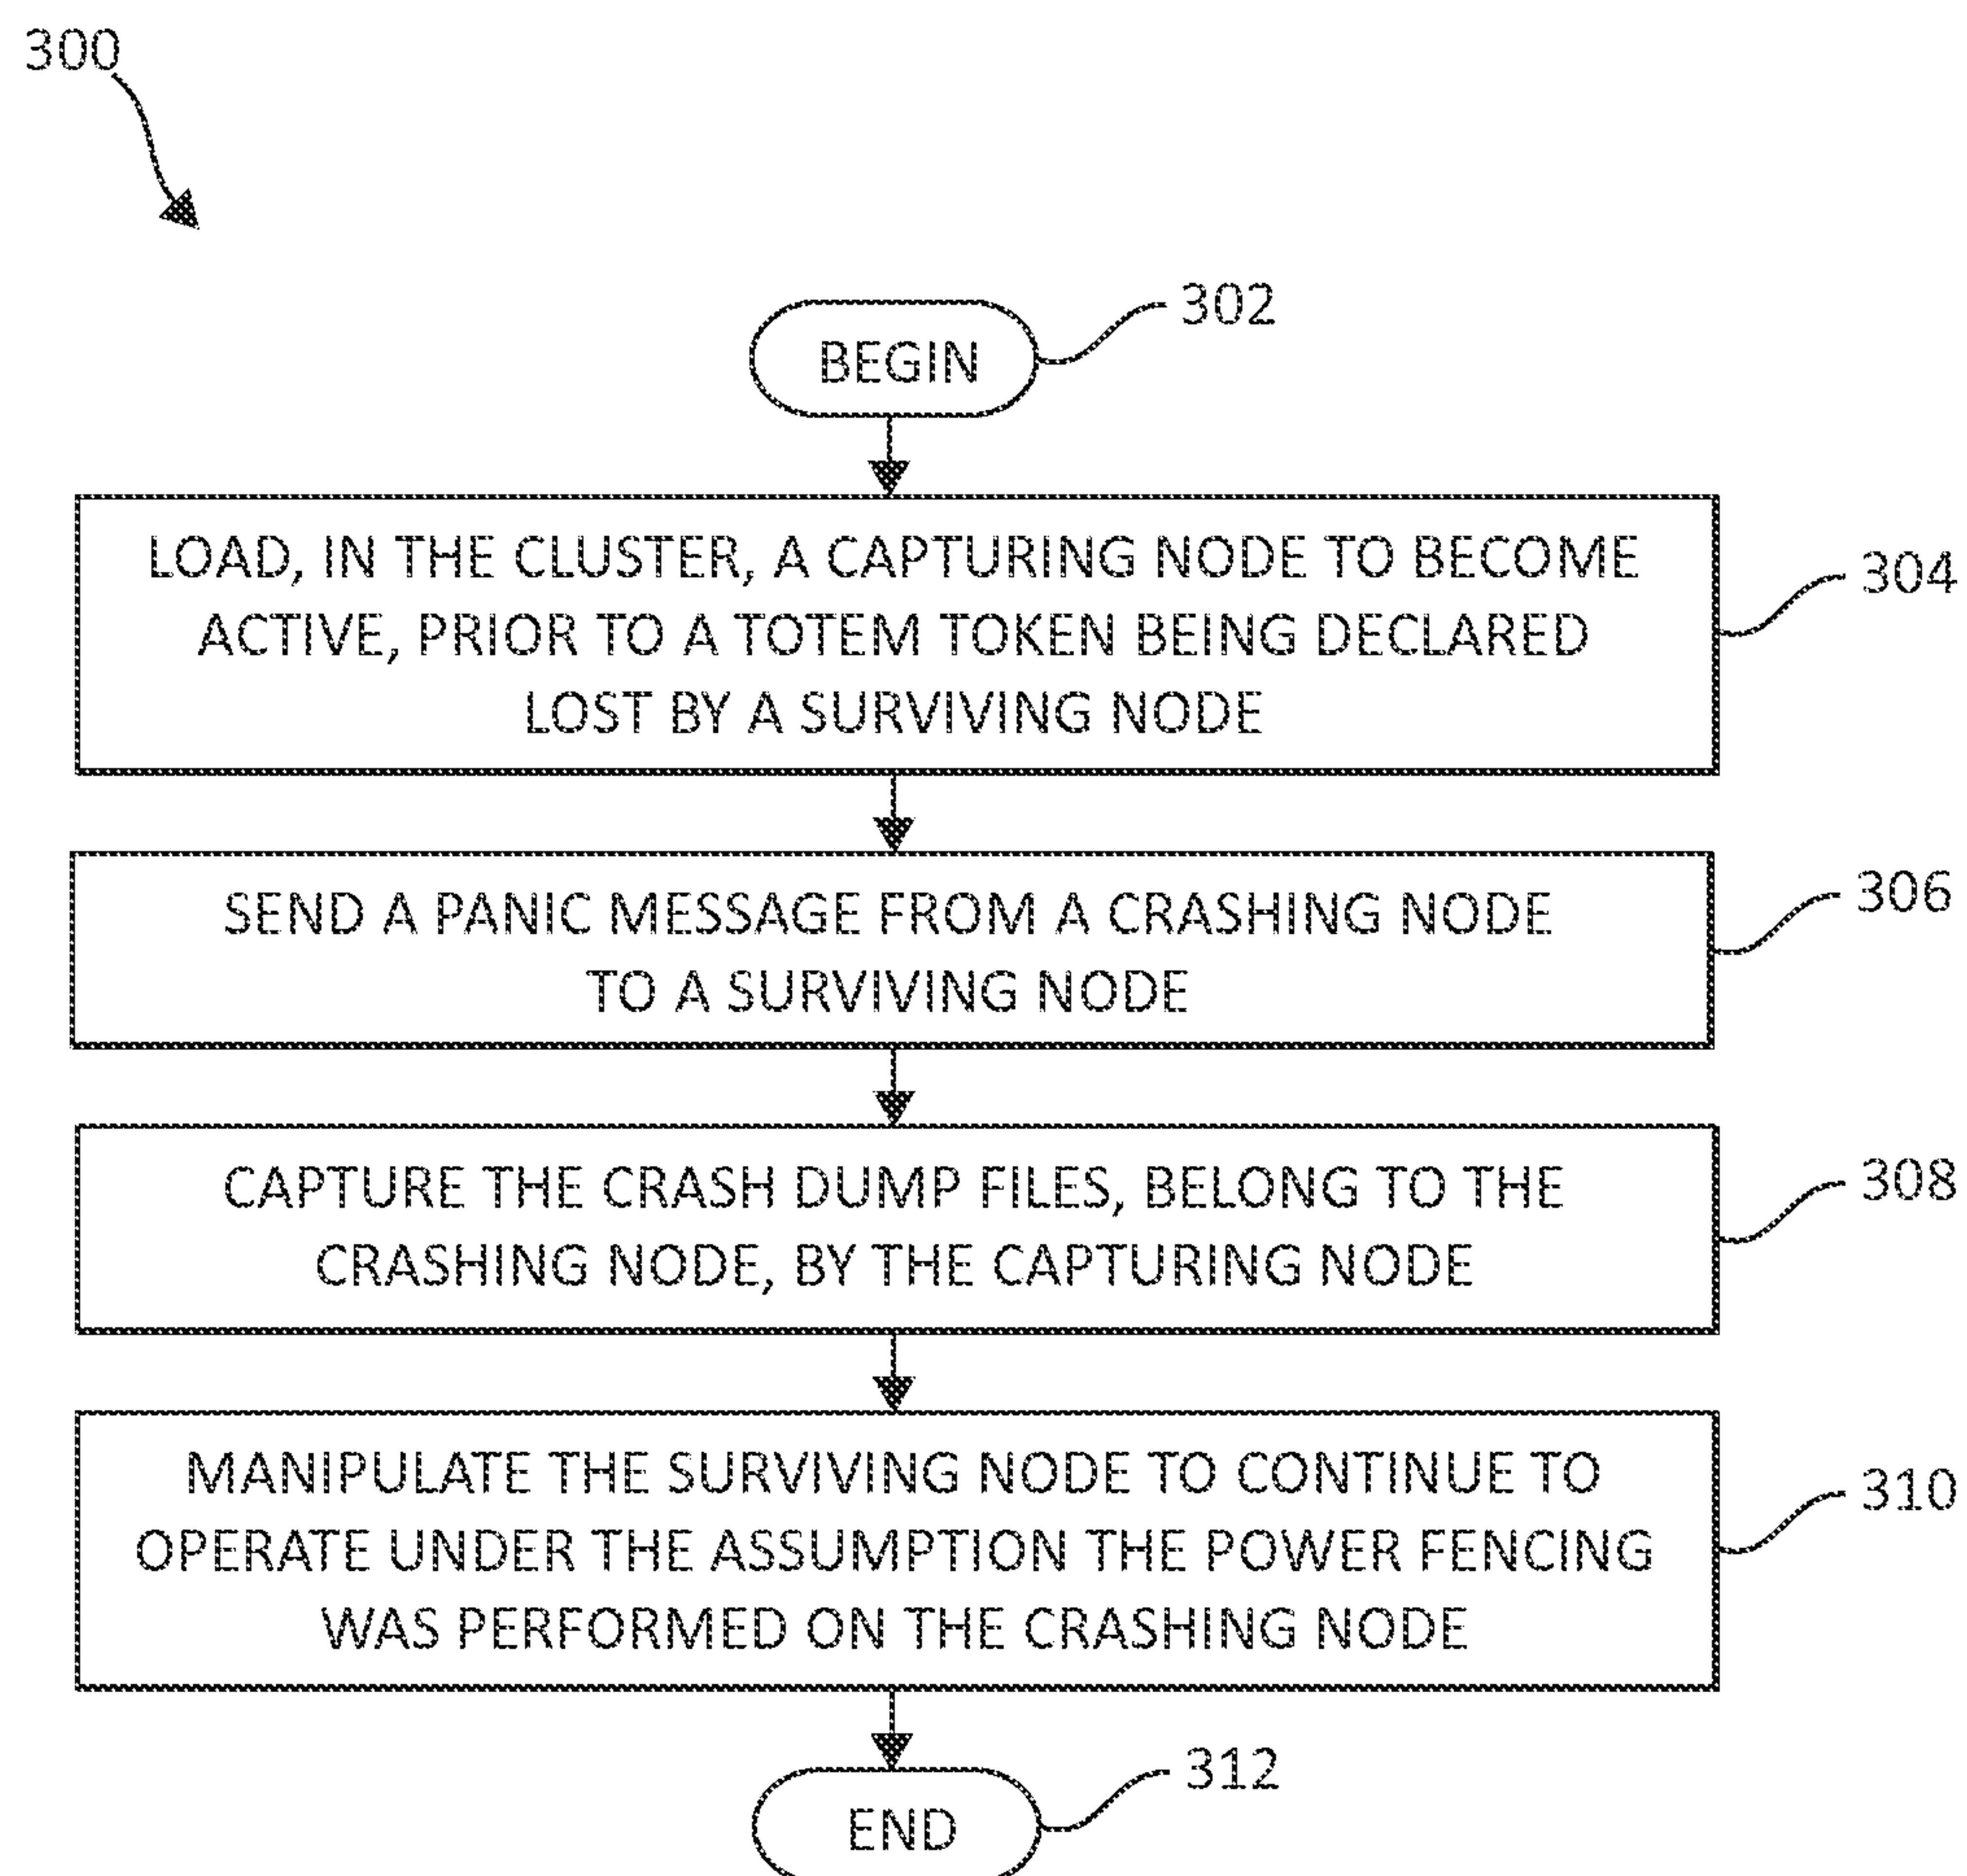 300
302
BEGIN
LOAD, IN THE CLUSTER, A CAPTURING NODE TO BECOME
ACTIVE, PRIOR TO A TOTEM TOKEN BEING DECLARED
LOST BY A SURVIVING NODE
304
SEND A PANIC MESSAGE FROM A CRASHING NODE
TO A SURVIVING NODE
306
CAPTURE THE CRASH DUMP FILES, BELONG TO THE
CRASHING NODE, BY THE CAPTURING NODE
308
MANIPULATE THE SURVIVING NODE TO CONTINUE TO
OPERATE UNDER THE ASSUMPTION THE POWER FENCING
WAS PERFORMED ON THE CRASHING NODE
310
312
END